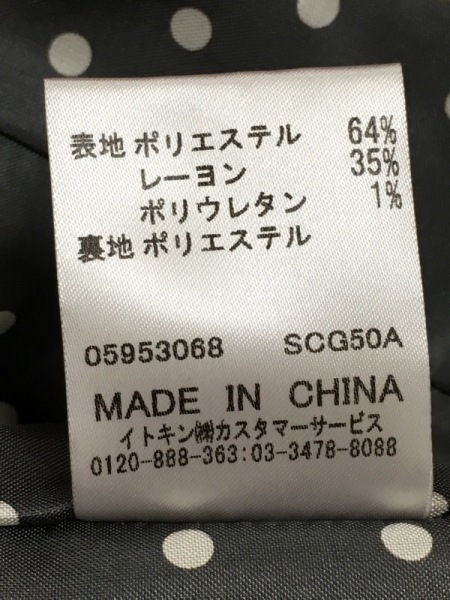 表地 ポリエステル 64%
レーヨン 35%
ポリウレタン 1%
裏地 ポリエステル
05953068 SCG50A
MADE IN CHINA
イトキン㈱カスタマーサービス
0120-888-363:03-3478-8088